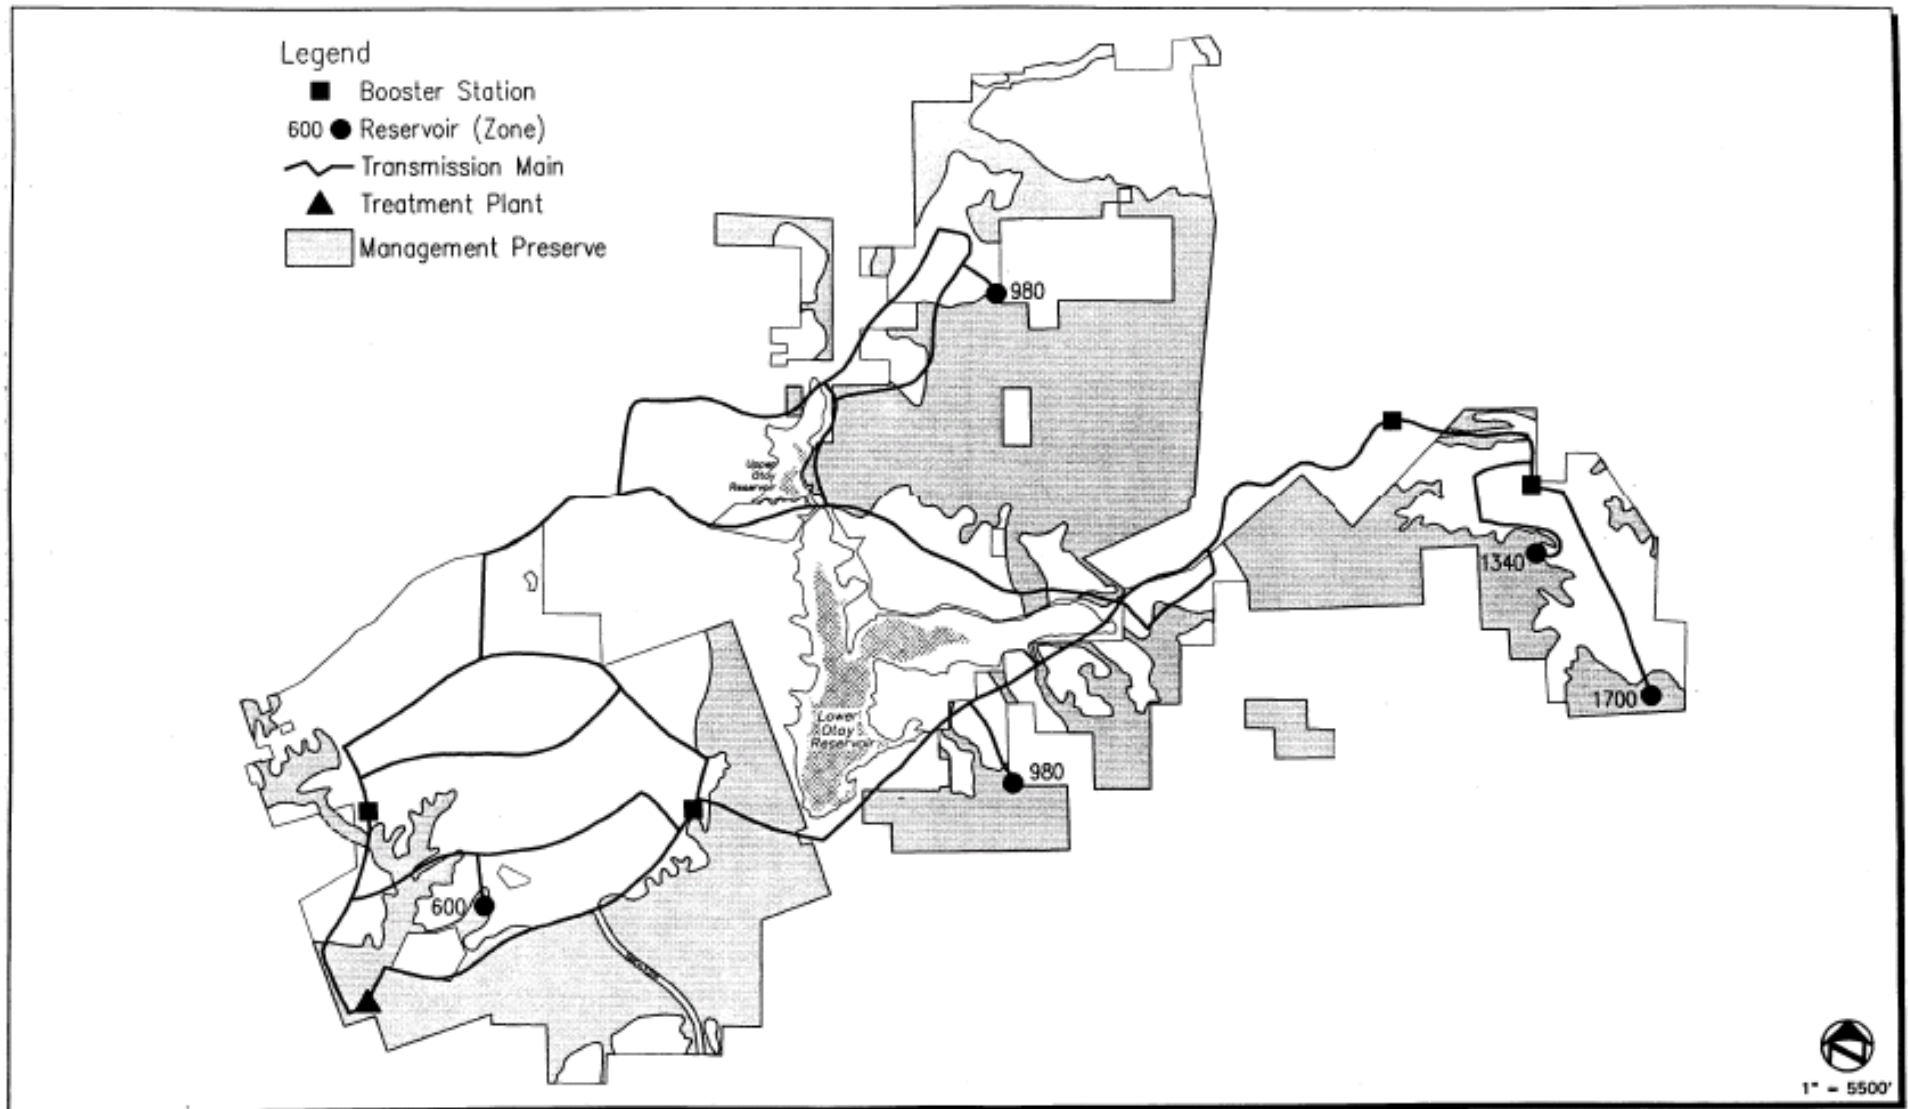 Legend
Booster Station
600 Reservoir (Zone)
Transmission Main
Treatment Plant
Management Preserve
980
Upper
Otay
Reservoir
1340
1700
Lower
Otay
Reservoir
980
600
N
1" = 5500'